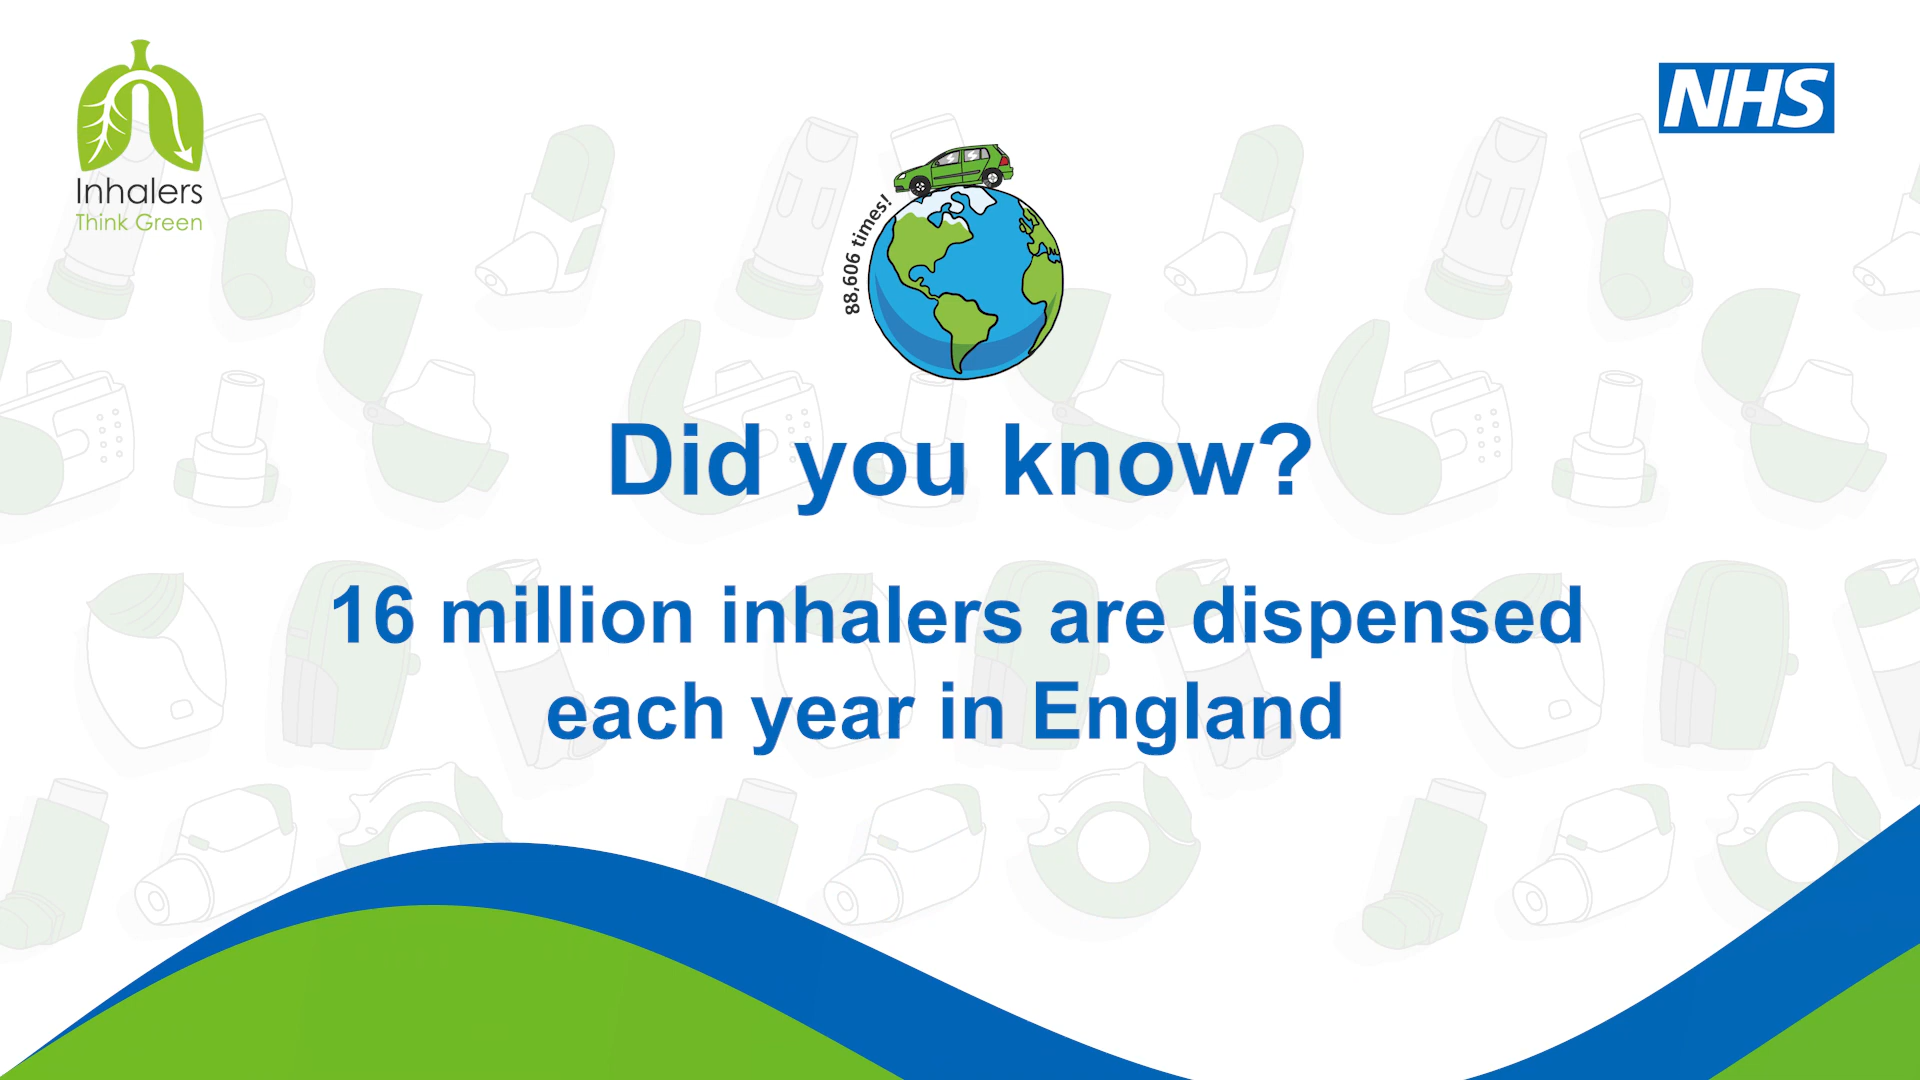 Inhalers
Think Green
NHS
88,606 times!
Did you know?
16 million inhalers are dispensed
each year in England